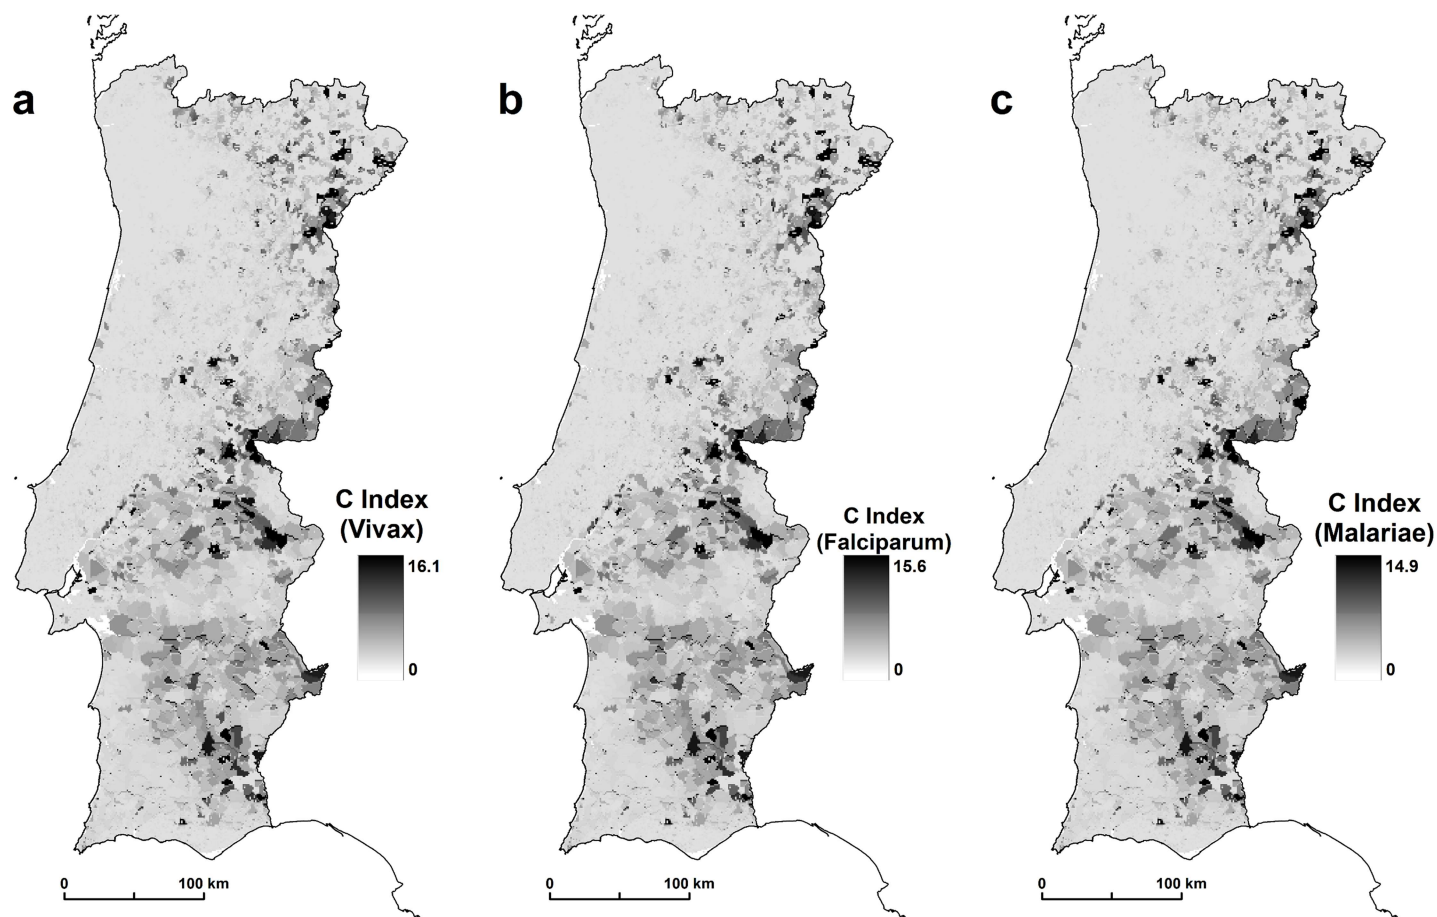 a
b
c
C Index
(Vivax)
16.1
0
C Index
(Falciparum)
15.6
0
C Index
(Malariae)
14.9
0
0 100 km
0 100 km
0 100 km